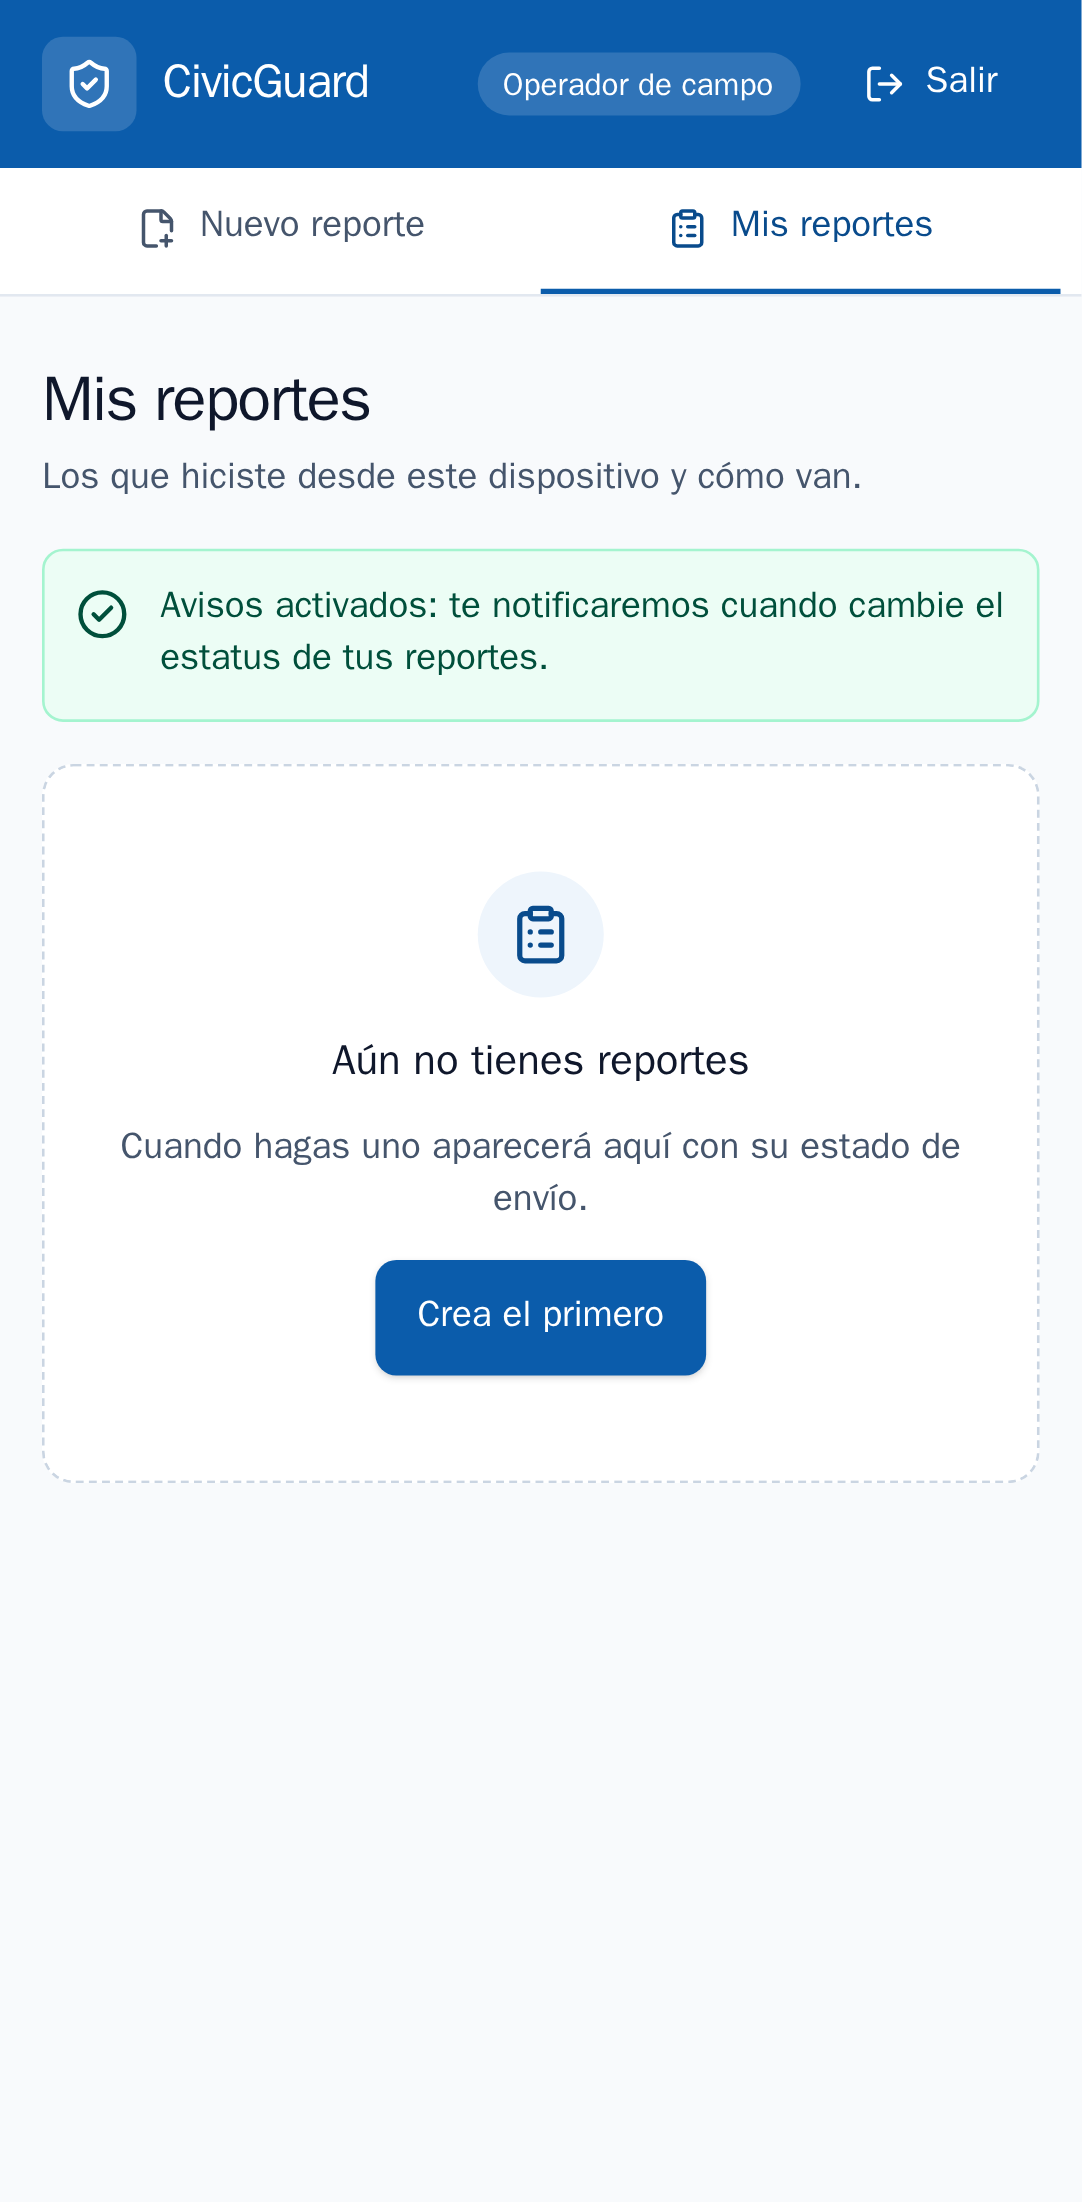 CivicGuard
Operador de campo
Salir
Nuevo reporte
Mis reportes
Mis reportes
Los que hiciste desde este dispositivo y cómo van.
Avisos activados: te notificaremos cuando cambie el
estatus de tus reportes.
Aún no tienes reportes
Cuando hagas uno aparecerá aquí con su estado de
envío.
Crea el primero